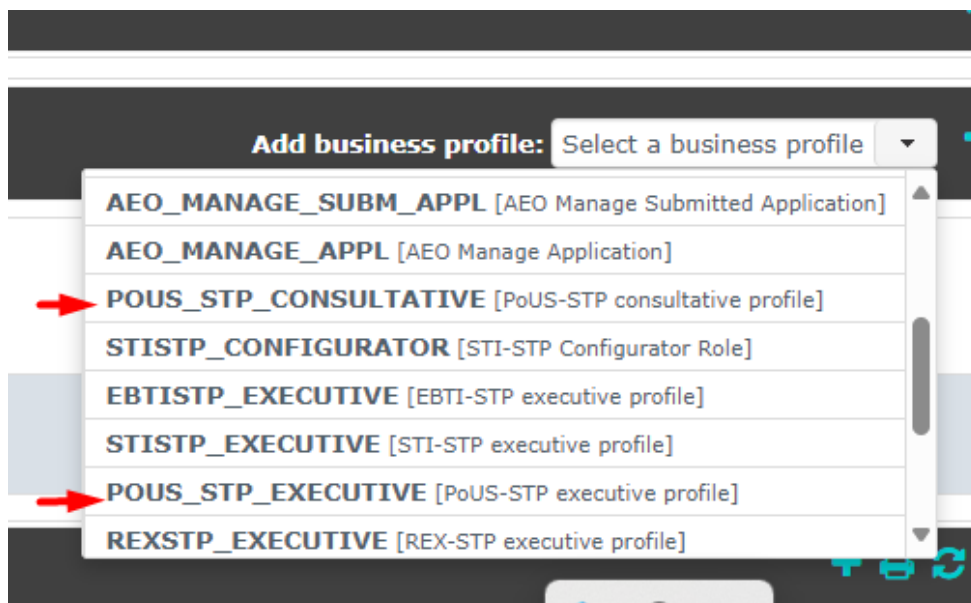 Add business profile: Select a business profile
AEO_MANAGE_SUBM_APPL [AEO Manage Submitted Application]
AEO_MANAGE_APPL [AEO Manage Application]
POUS_STP_CONSULTATIVE [PoUS-STP consultative profile]
STISTP_CONFIGURATOR [STI-STP Configurator Role]
EBTISTP_EXECUTIVE [EBTI-STP executive profile]
STISTP_EXECUTIVE [STI-STP executive profile]
POUS_STP_EXECUTIVE [PoUS-STP executive profile]
REXSTP_EXECUTIVE [REX-STP executive profile]